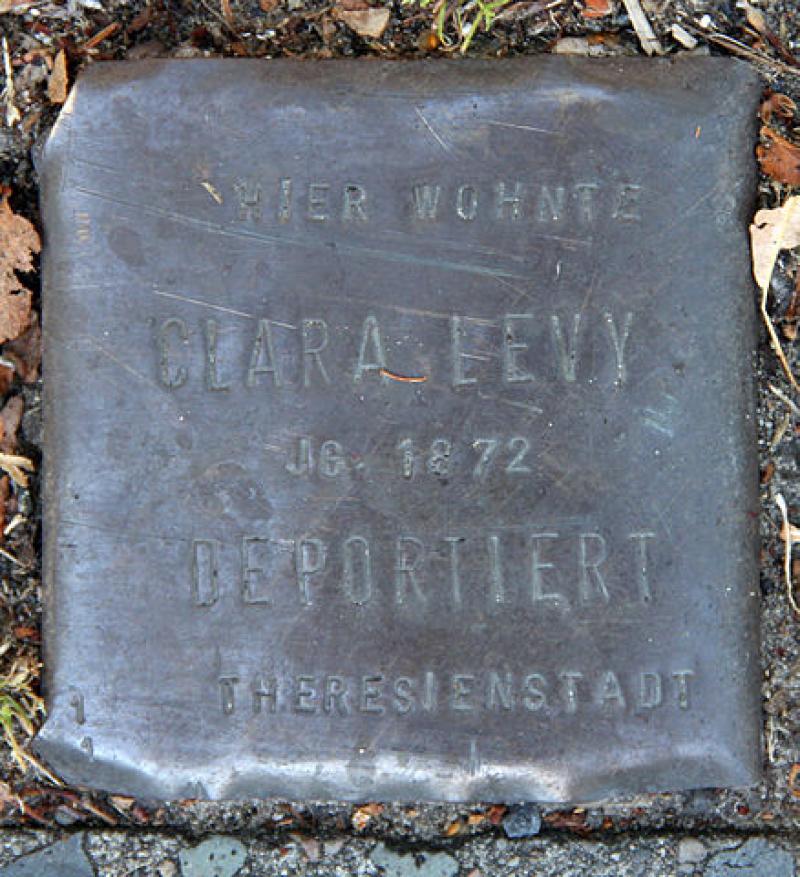 HIER WOHNTE
CLARA LEVY
JG. 1872
DEPORTIERT
THERESIENSTADT